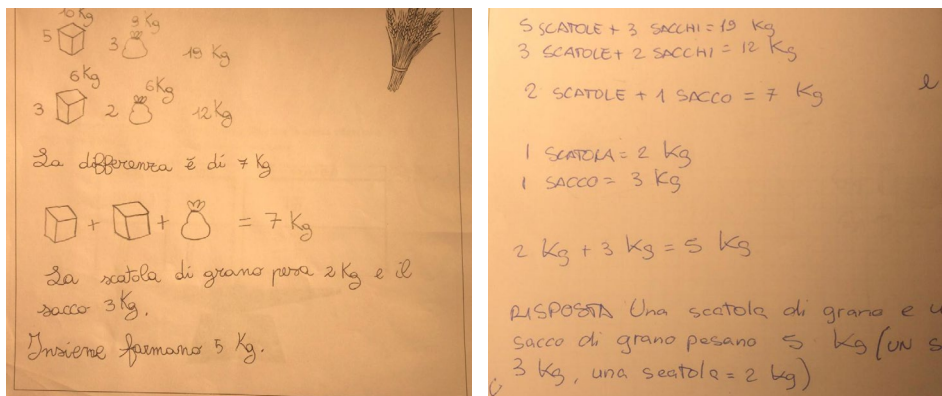 10 Kg 9 Kg
5 3 19 Kg
6 Kg 6 Kg
3 2 12 Kg
La differenza è di 7 Kg
+ + = 7 Kg
La scatola di grano pesa 2 Kg e il
sacco 3 Kg.
Insieme formano 5 Kg.
5 SCATOLE + 3 SACCHI = 19 Kg
3 SCATOLE + 2 SACCHI = 12 Kg
2 SCATOLE + 1 SACCO = 7 Kg
1 SCATOLA = 2 Kg
1 SACCO = 3 Kg
2 Kg + 3 kg = 5 Kg
RISPOSTA Una scatola di grano e u
sacco di grano pesano 5 kg (UN S
3 kg, una scatola = 2 kg)